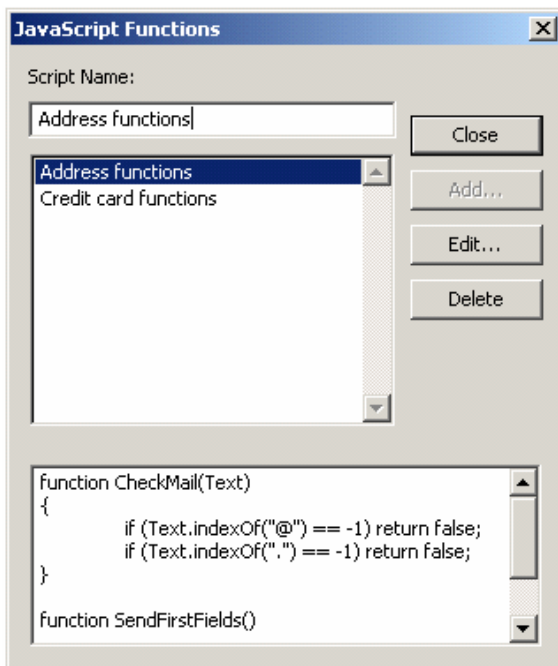 JavaScript Functions
Script Name:
Address functions
Close
Address functions
Credit card functions
Add...
Edit...
Delete
function CheckMail(Text)
{
if (Text.indexOf("@") == -1) return false;
if (Text.indexOf(".") == -1) return false;
}
function SendFirstFields()